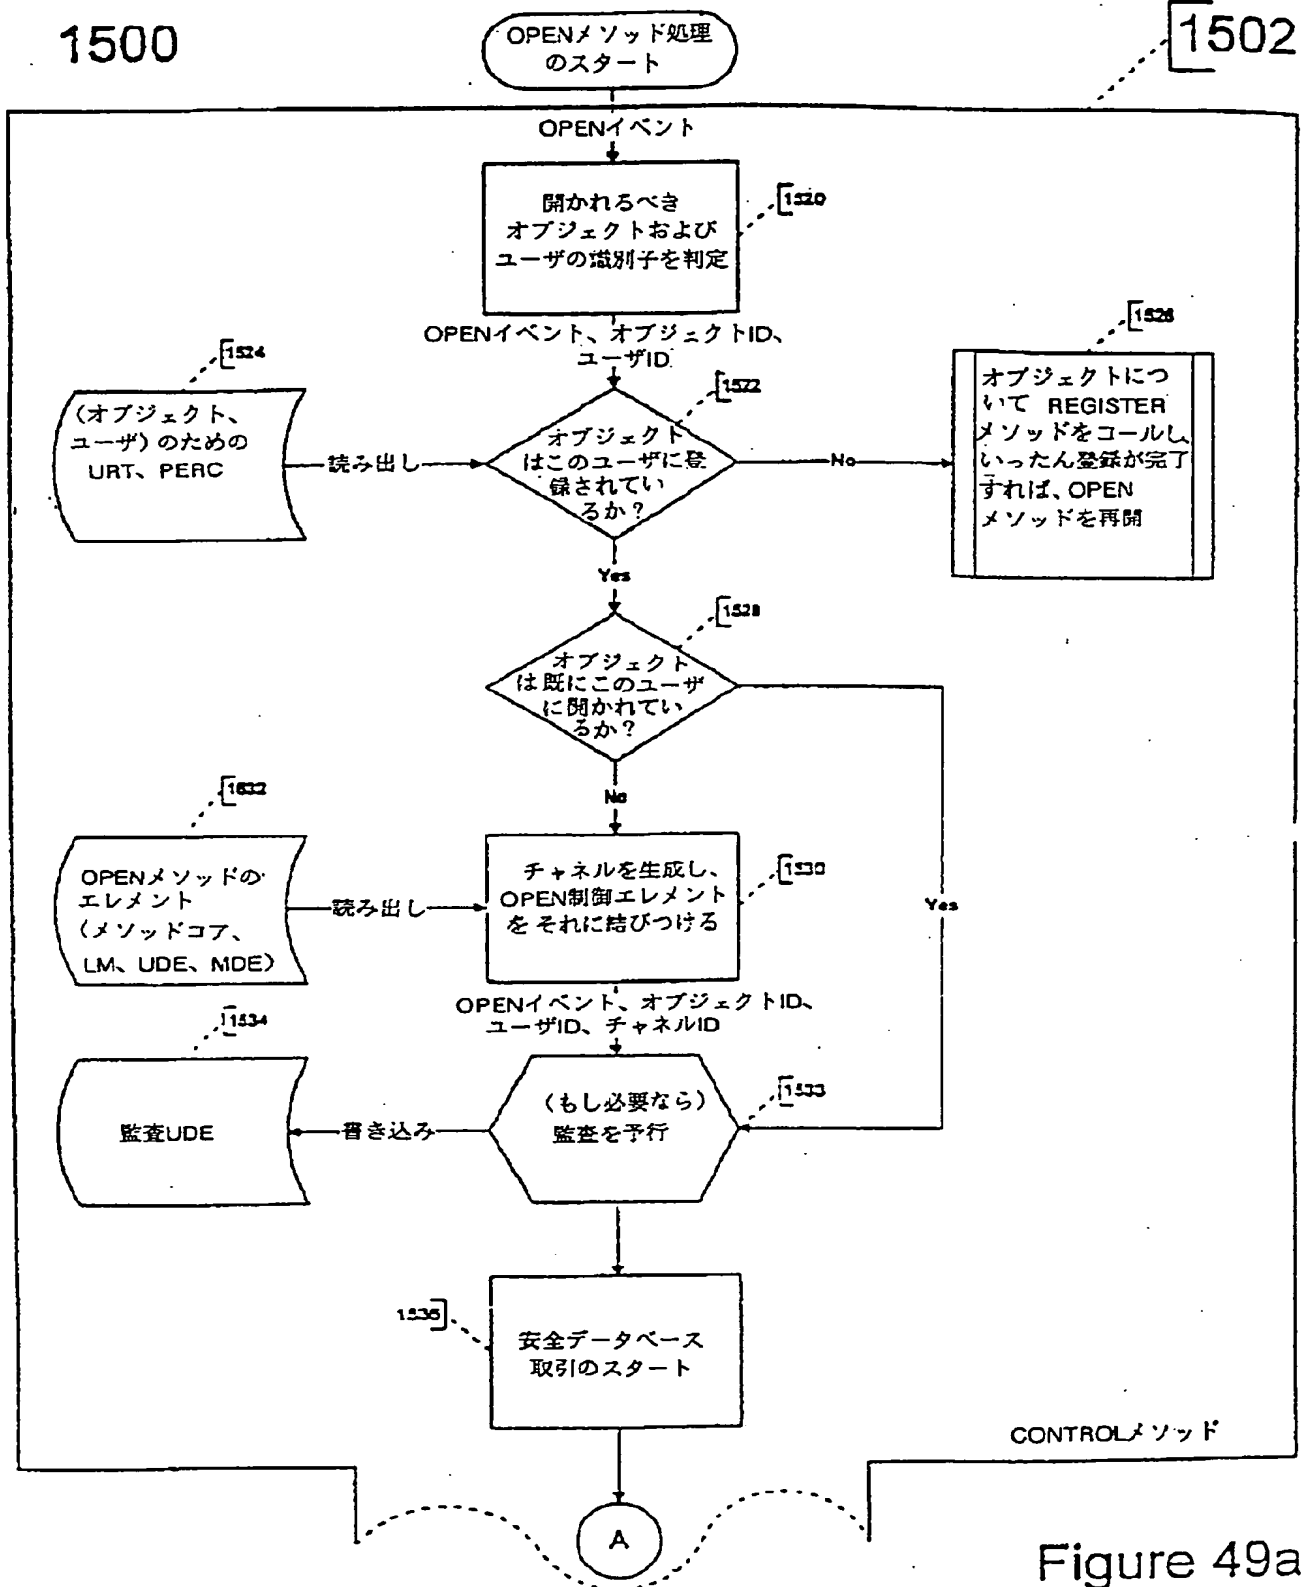 1500
OPENメソッド処理
のスタート
1502
OPENイベント
開かれるべき
オブジェクトおよび
ユーザの識別子を判定
1520
OPENイベント、オブジェクトID、
ユーザID
1524
(オブジェクト、
ユーザ)のための
URT、PERC
読み出し
1522
オブジェクト
はこのユーザに登
録されてい
るか?
No
1526
オブジェクトにつ
いて REGISTER
メソッドをコールし、
いったん登録が完了
すれば、OPEN
メソッドを再開
Yes
1528
オブジェクト
は既にこのユーザ
に開かれてい
るか?
No
Yes
1532
OPENメソッドの
エレメント
(メソッドコア、
LM、UDE、MDE)
読み出し
チャネルを生成し、
OPEN制御エレメント
をそれに結びつける
1530
OPENイベント、オブジェクトID、
ユーザID、チャネルID
1534
監査UDE
書き込み
(もし必要なら)
監査を予行
1533
1536
安全データベース
取引のスタート
CONTROLメソッド
A
Figure 49a